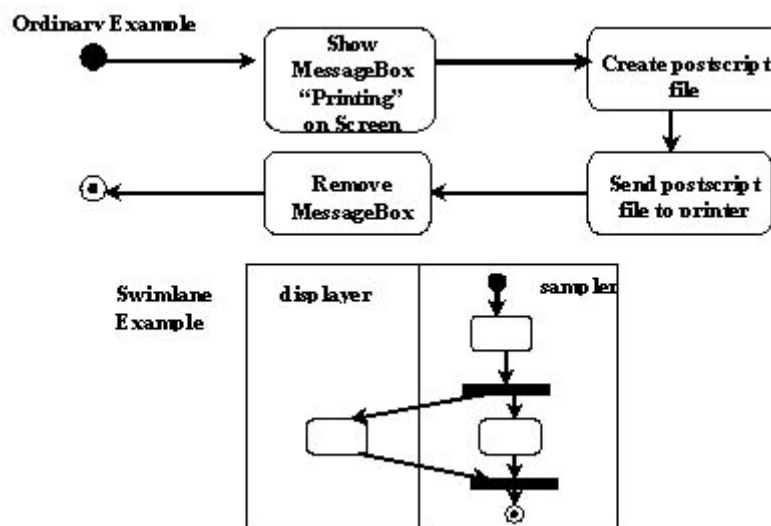 Ordinary Example
Show
MessageBox
“Printing”
on Screen
Create postscript
file
Remove
MessageBox
Send postscript
file to printer
Swimlane
Example
displayer
sampler